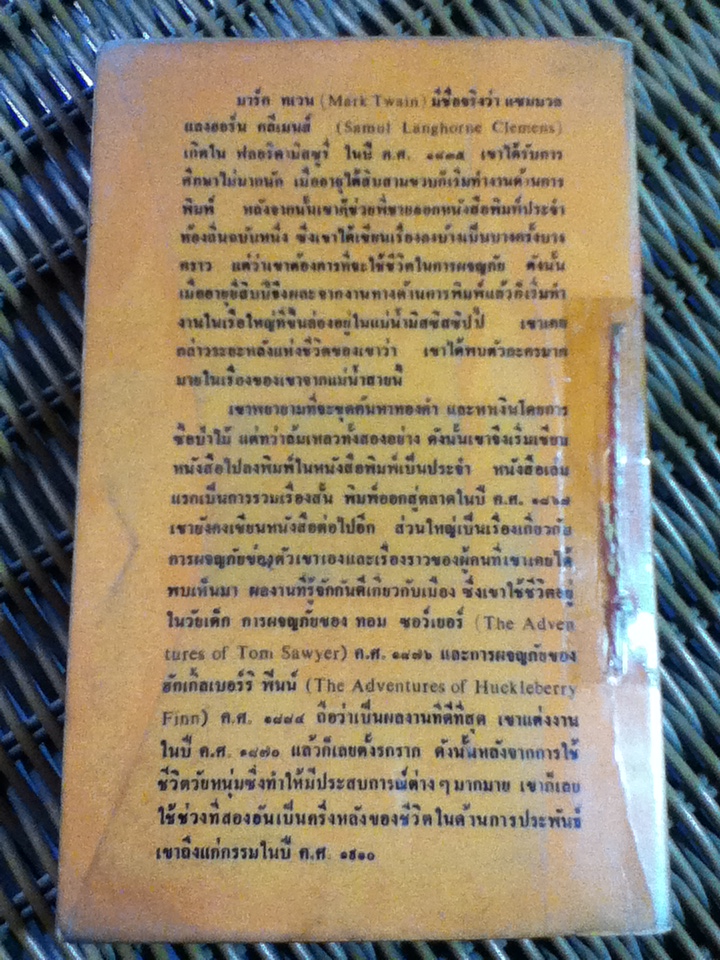 มาร์ค ทเวน (Mark Twain) มีชื่อจริงว่า แซมมวล
แลงฮอร์น คลีเมนส์ (Samul Langhorne Clemens)
เกิดใน ฟลอริดามิสซูรี่ ในปี ค.ศ. ๑๘๓๕ เขาได้รับการ
ศึกษาไม่มากนัก เมื่ออายุได้สิบสามขวบก็เริ่มทำงานด้านการ
พิมพ์ หลังจากนั้นเขาก็ช่วยพี่ชายออกหนังสือพิมพ์ประจำ
ท้องถิ่นฉบับหนึ่ง ซึ่งเขาได้เขียนเรื่องลงบ้างเป็นบางครั้งบาง
คราว แต่ว่าเขาต้องการที่จะใช้ชีวิตในการผจญภัย ดังนั้น
เมื่ออายุยี่สิบปีจึงผละจากงานทางด้านการพิมพ์แล้วก็เริ่มทำ
งานในเรือใหญ่ที่ขึ้นล่องอยู่ในแม่น้ำมิสซิสซิปปี้ เขาเคย
กล่าวระยะหลังแห่งชีวิตของเขาว่า เขาได้พบตัวละครมาก
มายในเรื่องของเขาจากแม่น้ำสายนี้
เขาพยายามที่จะขุดค้นหาทองคำ และหาเงินโดยการ
ซื้อป่าไม้ แต่ทว่าล้มเหลวทั้งสองอย่าง ดังนั้นเขาจึงเริ่มเขียน
หนังสือไปลงพิมพ์ในหนังสือพิมพ์เป็นประจำ หนังสือเล่ม
แรกเป็นการรวมเรื่องสั้น พิมพ์ออกสู่ตลาดในปี ค.ศ. ๑๘๖๗
เขายังคงเขียนหนังสือต่อไปอีก ส่วนใหญ่เป็นเรื่องเกี่ยวกับ
การผจญภัยของตัวเขาเองและเรื่องราวของผู้คนที่เขาเคยได้
พบเห็นมา ผลงานที่รู้จักกันดีเกี่ยวกับเมือง ซึ่งเขาใช้ชีวิตอยู่
ในวัยเด็ก การผจญภัยของ ทอม ซอว์เยอร์ (The Adven
tures of Tom Sawyer) ค.ศ. ๑๘๗๖ และการผจญภัยของ
ฮักเกิ้ลเบอร์ริ ฟินน์ (The Adventures of Huckleberry
Finn) ค.ศ. ๑๘๘๔ ถือว่าเป็นผลงานที่ดีที่สุด เขาแต่งงาน
ในปี ค.ศ. ๑๘๗๐ แล้วก็เลยตั้งรกราก ดังนั้นหลังจากการใช้
ชีวิตวัยหนุ่มซึ่งทำให้มีประสบการณ์ต่าง ๆ มากมาย เขาก็เลย
ใช้ช่วงที่สองอันเป็นครึ่งหลังของชีวิตในด้านการประพันธ์
เขาถึงแก่กรรมในปี ค.ศ. ๑๙๑๐